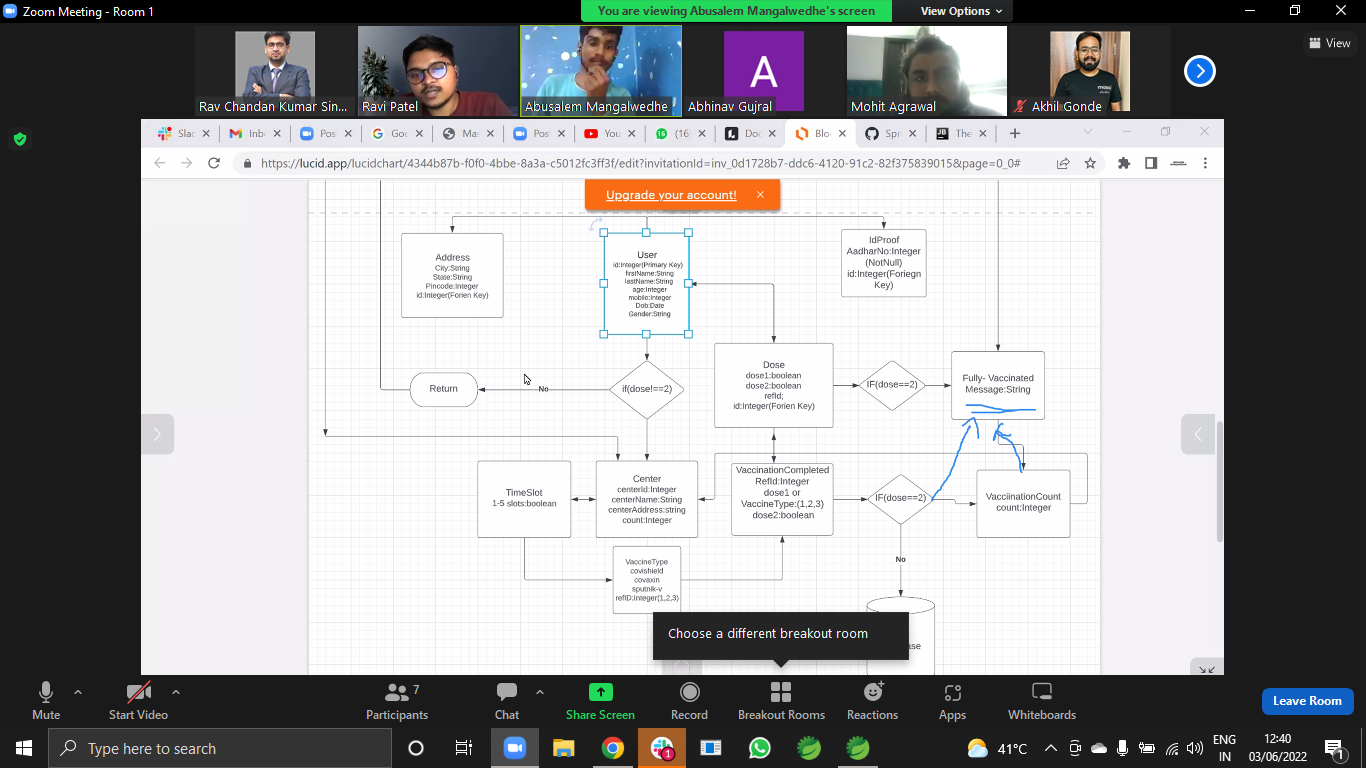 Zoom Meeting - Room 1
You are viewing Abusalem Mangalwedhe's screen
View Options
View
Rav Chandan Kumar Sin...
Ravi Patel
Abusalem Mangalwedhe
A
Abhinav Gujral
Mohit Agrawal
Akhil Gonde
Slac
Inbo
Pos
Goo
Mas
Pos
You
(16)
Doc
Blo
Spr
The
https://lucid.app/lucidchart/4344b87b-f0f0-4bbe-8a3a-c5012fc3ff3f/edit?invitationId=inv_0d1728b7-ddc6-4120-91c2-82f375839015&page=0_0#
Upgrade your account!
Address
City:String
State:String
Pincode:Integer
id:Integer(Forien Key)
User
id:Integer(Primary Key)
firstName:String
lastName:String
age:Integer
mobile:Integer
Dob:Date
Gender:String
IdProof
AadharNo:Integer
(NotNull)
id:Integer(Foriegn
Key)
Return
No
if(dose!==2)
Dose
dose1:boolean
dose2:boolean
refId;
id:Integer(Forien Key)
IF(dose==2)
Fully- Vaccinated
Message:String
TimeSlot
1-5 slots:boolean
Center
centerId:Integer
centerName:String
centerAddress:string
count:Integer
VaccinationCompleted
RefId:Integer
dose1 or
VaccineType:(1,2,3)
dose2:boolean
IF(dose==2)
VacciinationCount
count:Integer
No
VaccineType
covishield
covaxin
sputnik-v
refID:Integer(1,2,3)
ase
Choose a different breakout room
Mute
Start Video
7
Participants
Chat
Share Screen
Record
Breakout Rooms
Reactions
Apps
Whiteboards
Leave Room
Type here to search
1
41°C
ENG
IN
12:40
03/06/2022
1